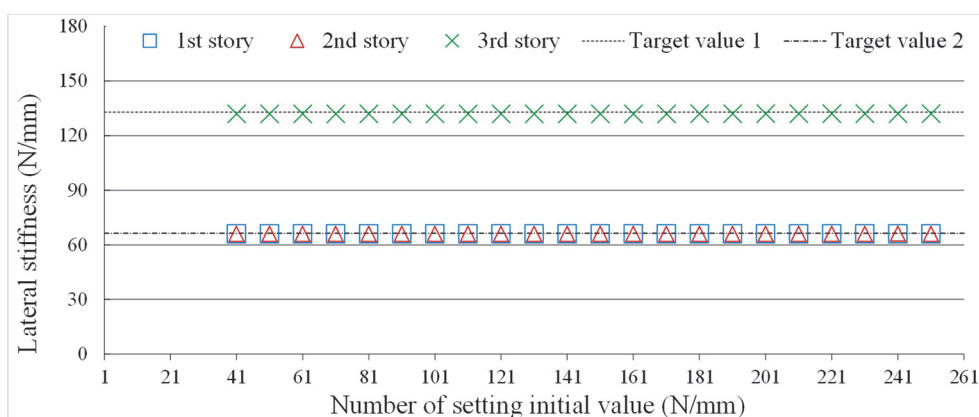 180
1st story 2nd story 3rd story Target value 1 Target value 2
150
120
90
60
30
0
1 21 41 61 81 101 121 141 161 181 201 221 241 261
Lateral stiffness (N/mm)
Number of setting initial value (N/mm)